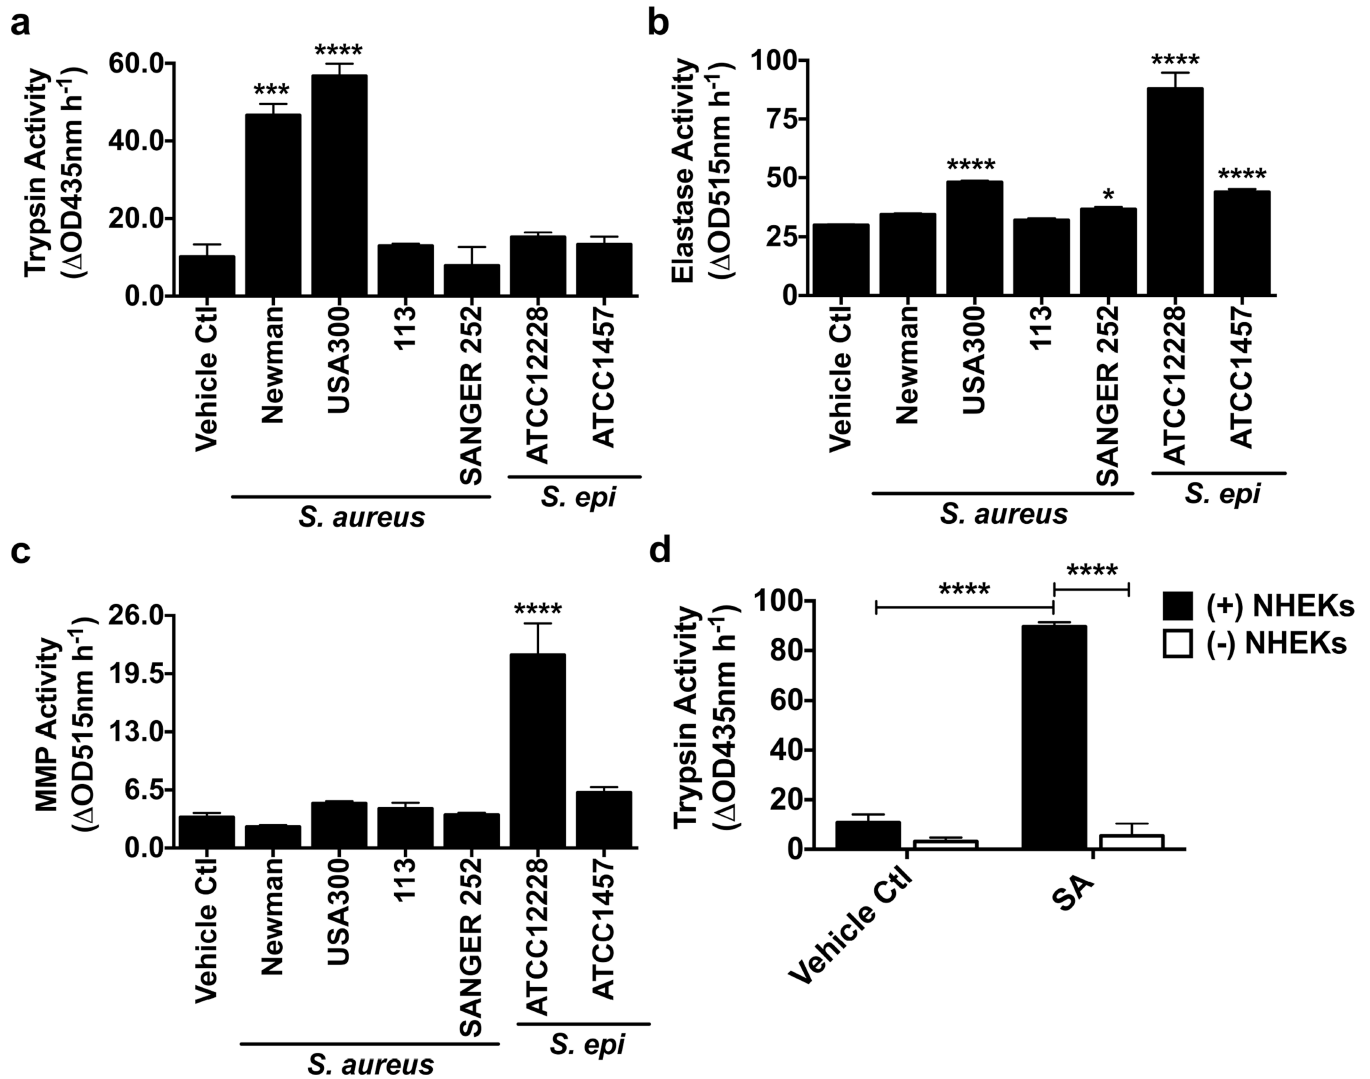 a
Trypsin Activity
(ΔOD435nm h⁻¹)
60.0
40.0
20.0
0.0
***
****
Vehicle Ctl
Newman
USA300
113
SANGER 252
ATCC12228
ATCC1457
S. aureus
S. epi
b
Elastase Activity
(ΔOD515nm h⁻¹)
100
75
50
25
0
****
*
****
****
Vehicle Ctl
Newman
USA300
113
SANGER 252
ATCC12228
ATCC1457
S. aureus
S. epi
c
MMP Activity
(ΔOD515nm h⁻¹)
26.0
19.5
13.0
6.5
0.0
****
Vehicle Ctl
Newman
USA300
113
SANGER 252
ATCC12228
ATCC1457
S. aureus
S. epi
d
Trypsin Activity
(ΔOD435nm h⁻¹)
100
80
60
40
20
0
****
****
(+) NHEKs
(-) NHEKs
Vehicle Ctl
SA